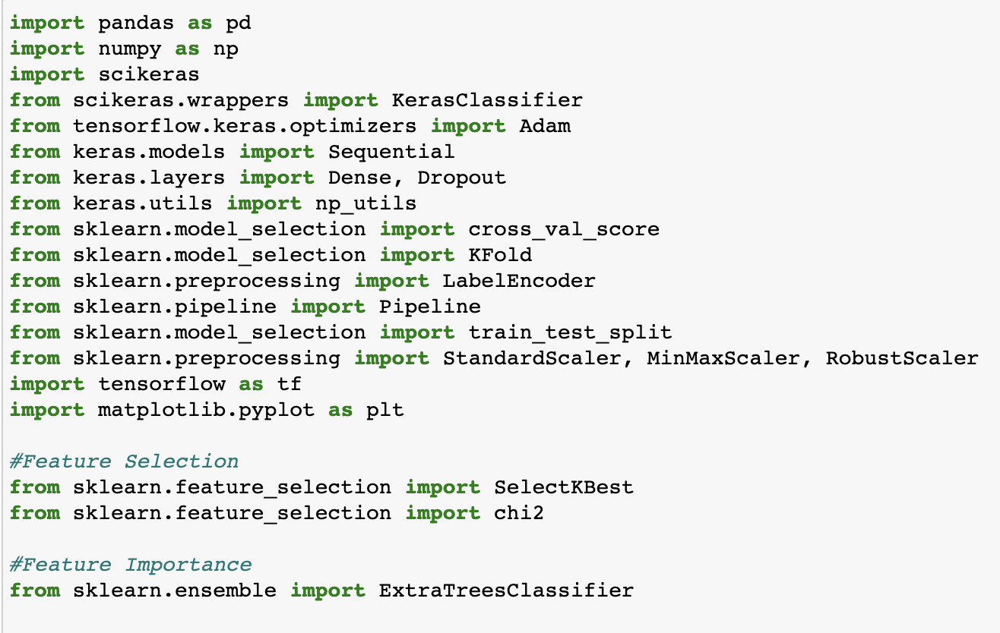 import pandas as pd
import numpy as np
import scikeras
from scikeras.wrappers import KerasClassifier
from tensorflow.keras.optimizers import Adam
from keras.models import Sequential
from keras.layers import Dense, Dropout
from keras.utils import np_utils
from sklearn.model_selection import cross_val_score
from sklearn.model_selection import KFold
from sklearn.preprocessing import LabelEncoder
from sklearn.pipeline import Pipeline
from sklearn.model_selection import train_test_split
from sklearn.preprocessing import StandardScaler, MinMaxScaler, RobustScaler
import tensorflow as tf
import matplotlib.pyplot as plt
#Feature Selection
from sklearn.feature_selection import SelectKBest
from sklearn.feature_selection import chi2
#Feature Importance
from sklearn.ensemble import ExtraTreesClassifier